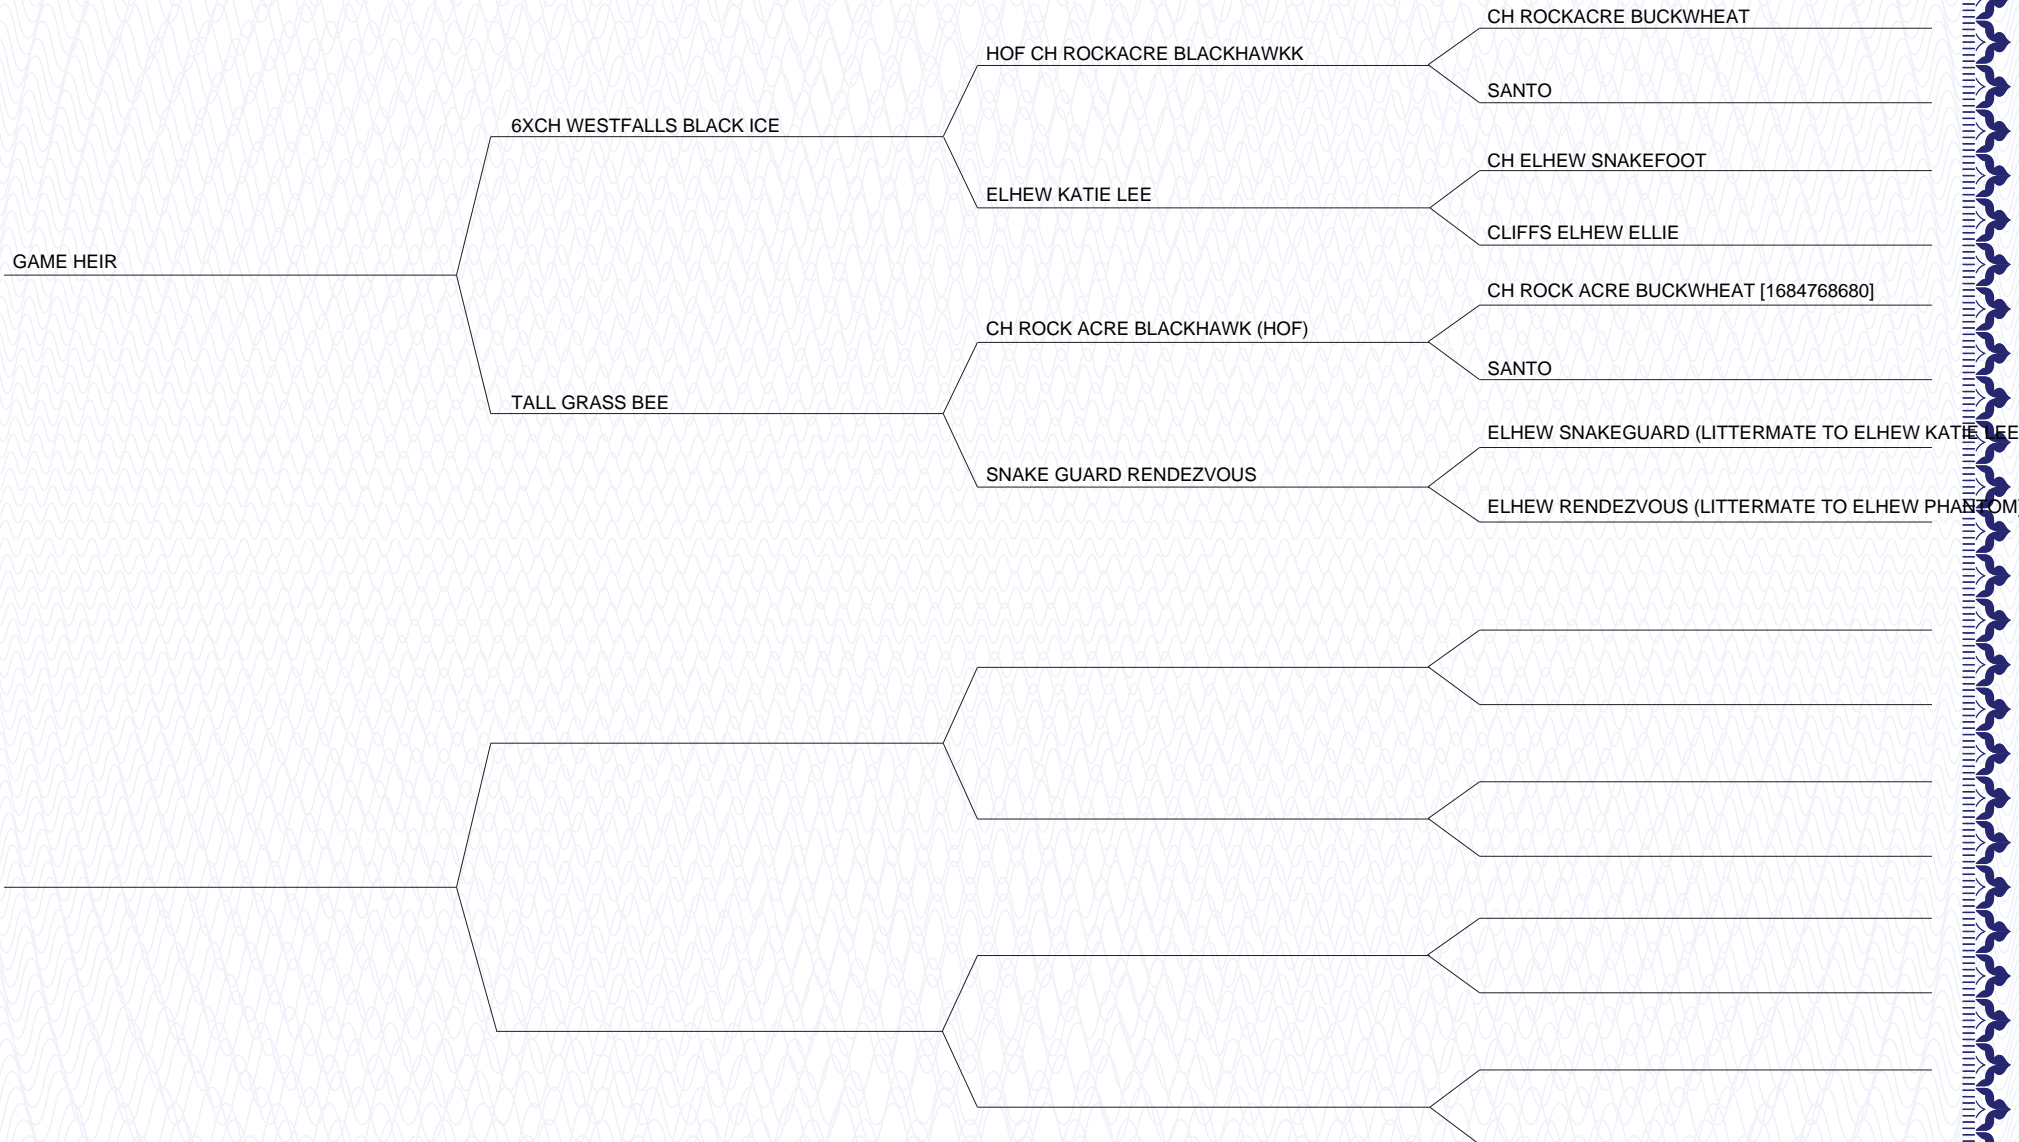 CH ROCKACRE BUCKWHEAT
HOF CH ROCKACRE BLACKHAWKK
SANTO
6XCH WESTFALLS BLACK ICE
CH ELHEW SNAKEFOOT
ELHEW KATIE LEE
CLIFFS ELHEW ELLIE
GAME HEIR
CH ROCK ACRE BUCKWHEAT [1684768680]
CH ROCK ACRE BLACKHAWK (HOF)
SANTO
TALL GRASS BEE
ELHEW SNAKEGUARD (LITTERMATE TO ELHEW KATIE LEE
SNAKE GUARD RENDEZVOUS
ELHEW RENDEZVOUS (LITTERMATE TO ELHEW PHANTOM)